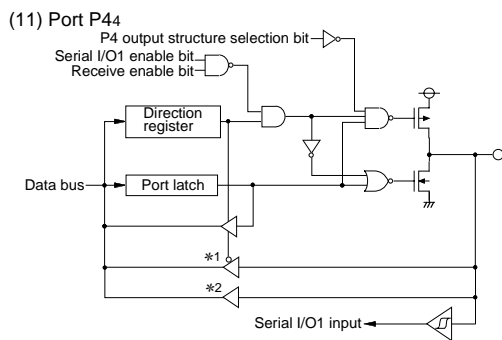 (11) Port P44
P4 output structure selection bit
Serial I/O1 enable bit
Receive enable bit
Direction
register
Data bus
Port latch
*1
*2
Serial I/O1 input